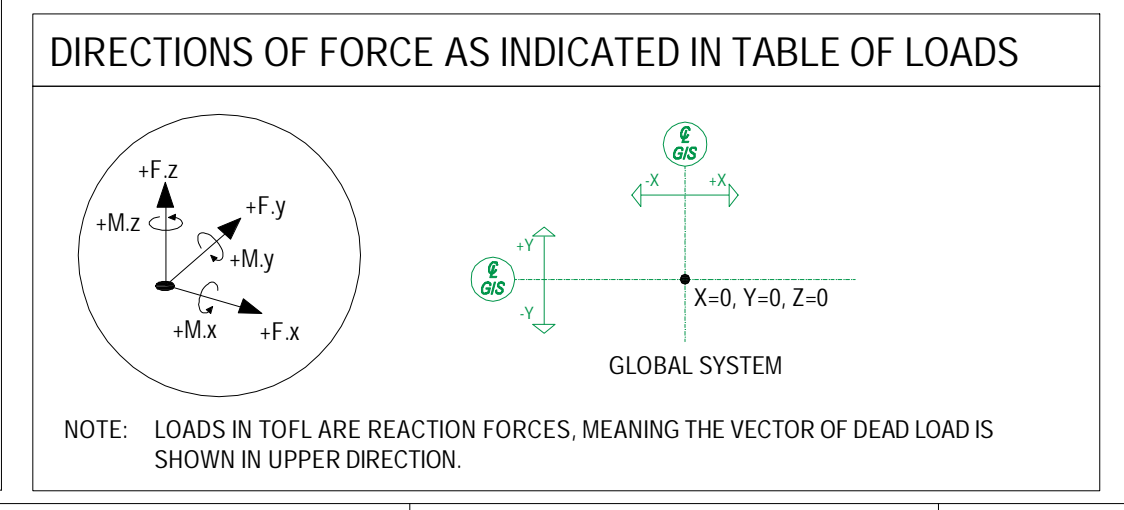 DIRECTIONS OF FORCE AS INDICATED IN TABLE OF LOADS
+F.z
+M.z
+F.y
+M.y
+M.x
+F.x
℄
GIS
-X
+X
+Y
℄
GIS
-Y
X=0, Y=0, Z=0
GLOBAL SYSTEM
NOTE: LOADS IN TOFL ARE REACTION FORCES, MEANING THE VECTOR OF DEAD LOAD IS
SHOWN IN UPPER DIRECTION.